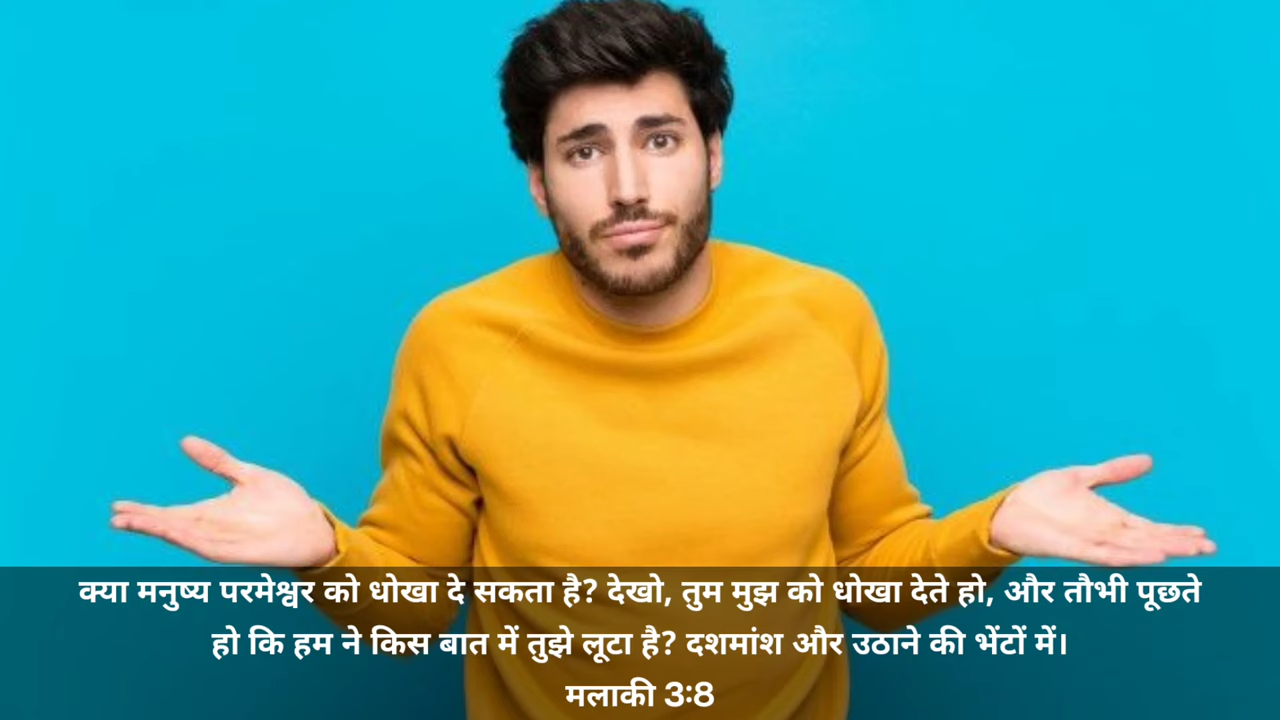 क्या मनुष्य परमेश्वर को धोखा दे सकता है? देखो, तुम मुझ को धोखा देते हो, और तौभी पूछते
हो कि हम ने किस बात में तुझे लूटा है? दशमांश और उठाने की भेंटों में।
मलाकी 3:8